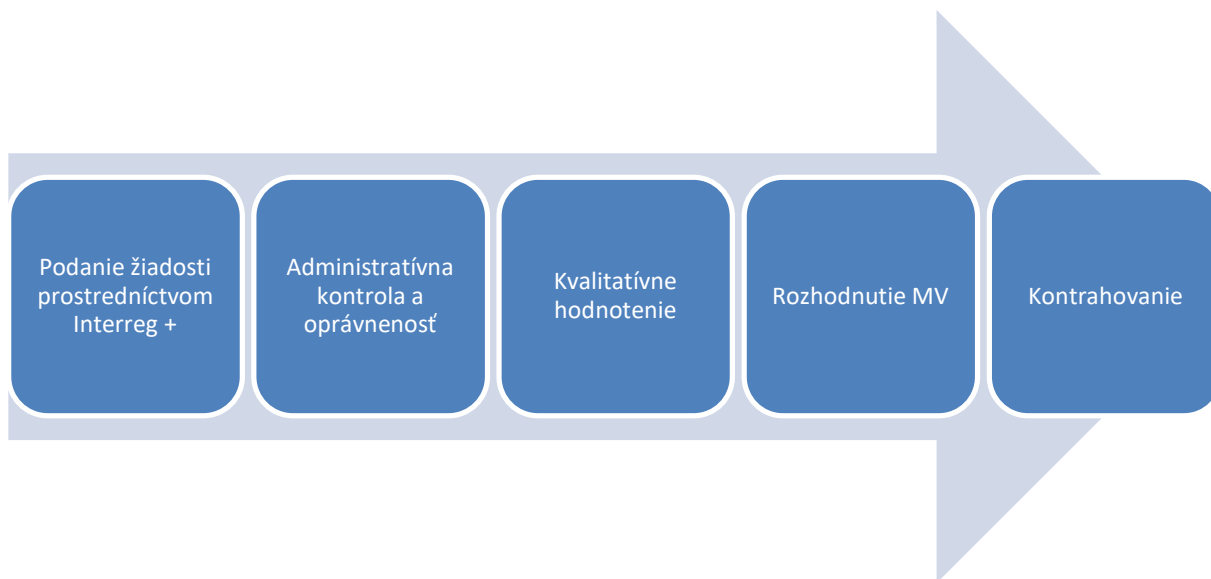 Podanie žiadosti
prostredníctvom
Interreg +
Administratívna
kontrola a
oprávnenosť
Kvalitatívne
hodnotenie
Rozhodnutie MV
Kontrahovanie